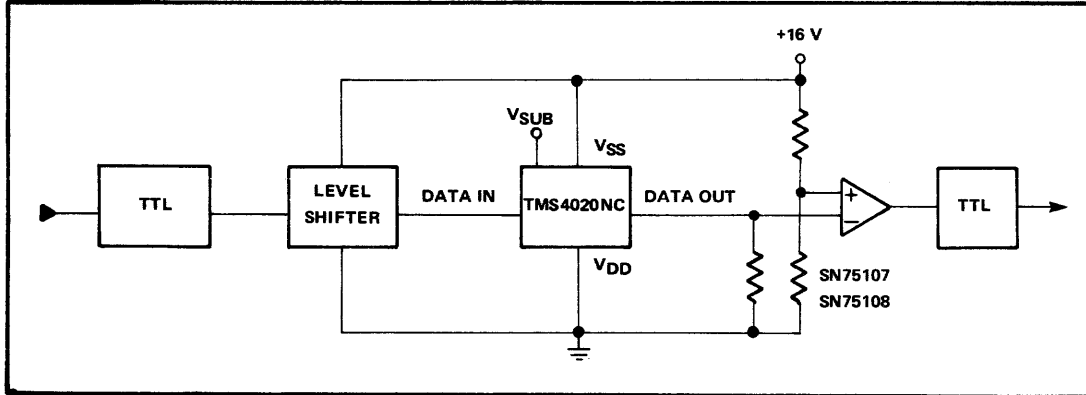 +16 V
VSUB
VSS
TTL
LEVEL
SHIFTER
DATA IN
TMS4020NC
DATA OUT
+
−
TTL
VDD
SN75107
SN75108